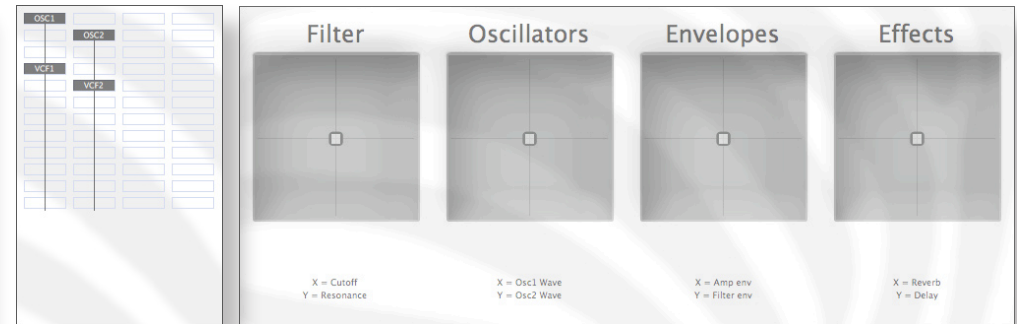 OSC1
OSC2
VCF1
VCF2
Filter
Oscillators
Envelopes
Effects
X = Cutoff
Y = Resonance
X = Osc1 Wave
Y = Osc2 Wave
X = Amp env
Y = Filter env
X = Reverb
Y = Delay